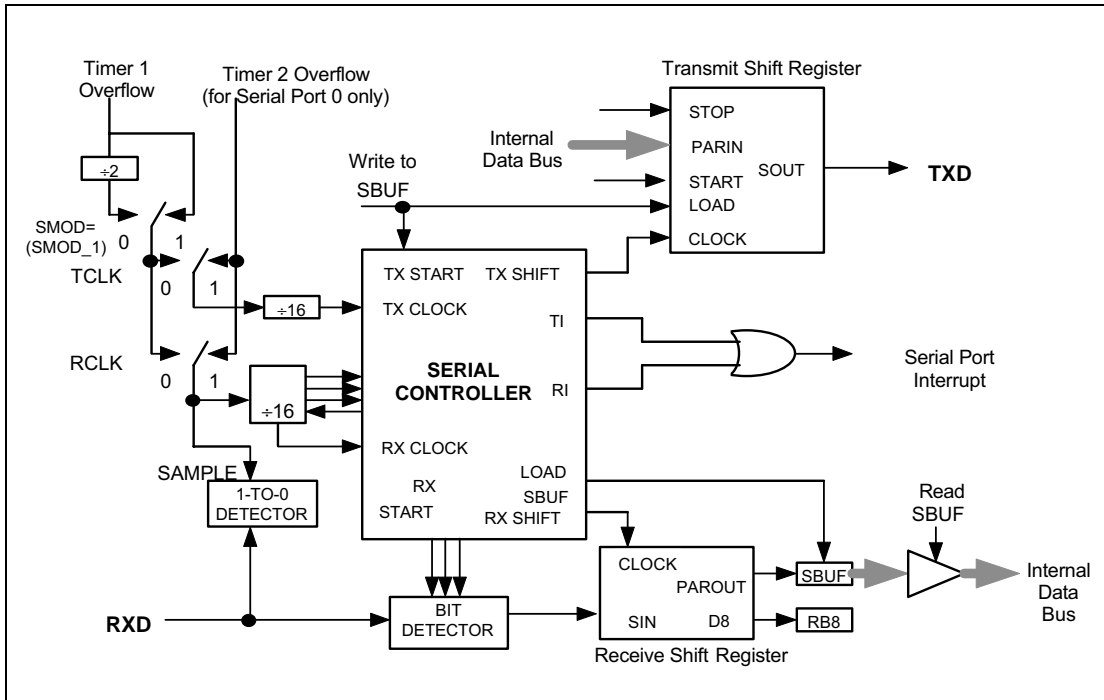 Timer 1
Overflow
Timer 2 Overflow
(for Serial Port 0 only)
Transmit Shift Register
÷2
Write to
SBUF
Internal
Data Bus
STOP
PARIN
START
SOUT
LOAD
CLOCK
TXD
SMOD=
(SMOD_1)
0
1
TCLK
0
1
÷16
TX START
TX SHIFT
TX CLOCK
TI
RCLK
0
1
÷16
SERIAL
CONTROLLER
RI
Serial Port
Interrupt
RX CLOCK
SAMPLE
1-TO-0
DETECTOR
RX
START
LOAD
SBUF
RX SHIFT
Read
SBUF
CLOCK
PAROUT
SBUF
Internal
Data
Bus
RXD
BIT
DETECTOR
SIN
D8
RB8
Receive Shift Register